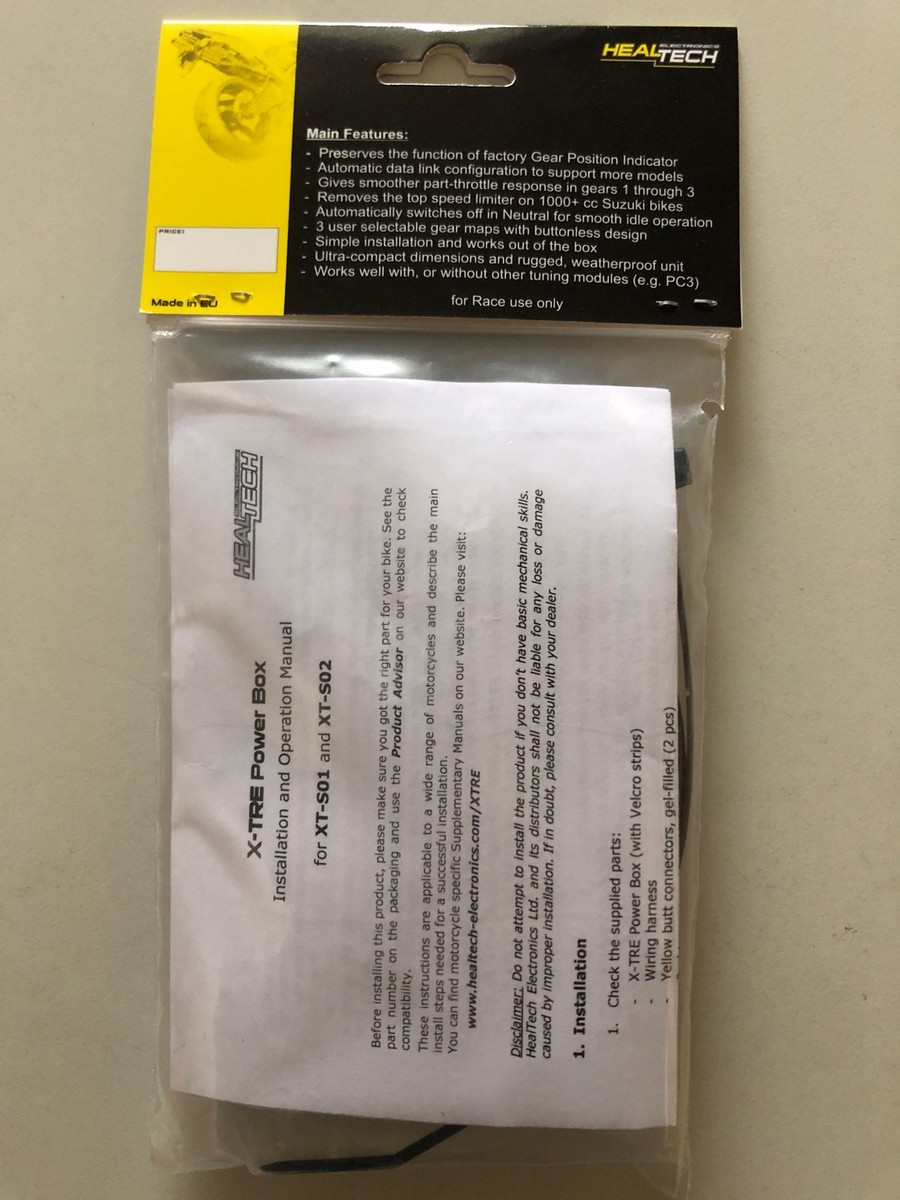 HEALTECH
ELECTRONICS
Main Features:
- Preserves the function of factory Gear Position Indicator
- Automatic data link configuration to support more models
- Gives smoother part-throttle response in gears 1 through 3
- Removes the top speed limiter on 1000+ cc Suzuki bikes
- Automatically switches off in Neutral for smooth idle operation
- 3 user selectable gear maps with buttonless design
- Simple installation and works out of the box
- Ultra-compact dimensions and rugged, weatherproof unit
- Works well with, or without other tuning modules (e.g. PC3)
for Race use only
PRICE:
Made in EU
HEALTECH
X-TRE Power Box
Installation and Operation Manual
for XT-S01 and XT-S02
Before installing this product, please make sure you got the right part for your bike. See the
part number on the packaging and use the Product Advisor on our website to check
compatibility.
These instructions are applicable to a wide range of motorcycles and describe the main
install steps needed for a successful installation.
You can find motorcycle specific Supplementary Manuals on our website. Please visit:
www.healtech-electronics.com/XTRE
Disclaimer: Do not attempt to install the product if you don't have basic mechanical skills.
HealTech Electronics Ltd. and its distributors shall not be liable for any loss or damage
caused by improper installation. If in doubt, please consult with your dealer.
1. Installation
1. Check the supplied parts:
- X-TRE Power Box (with Velcro strips)
- Wiring harness
- Yellow butt connectors, gel-filled (2 pcs)